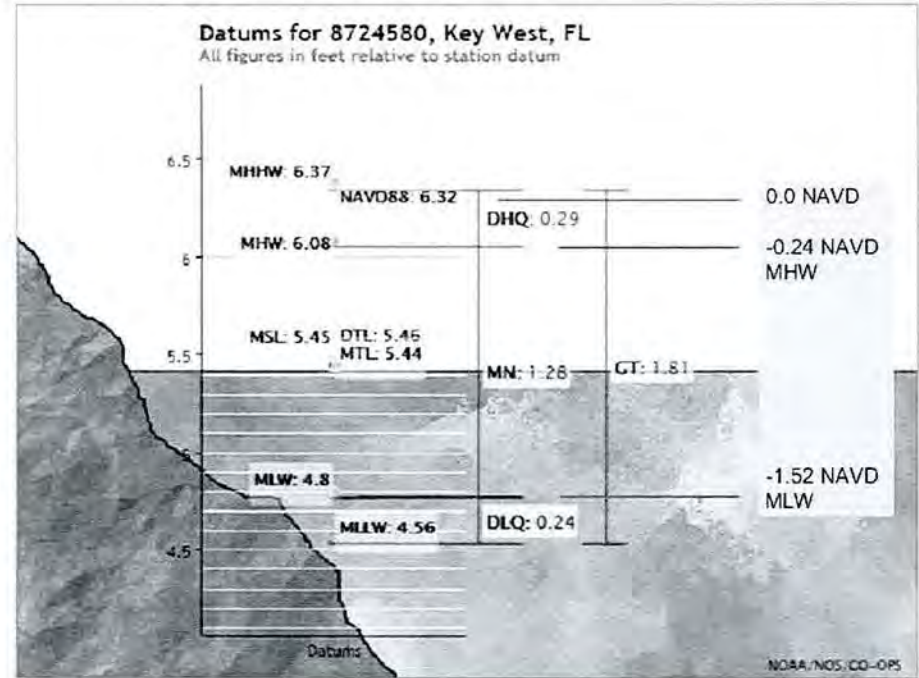 Datums for 8724580, Key West, FL
All figures in feet relative to station datum
6.5
MHHW: 6.37
NAVD88: 6.32
0.0 NAVD
DHQ: 0.29
MHW: 6.08
-0.24 NAVD
MHW
6
MSL: 5.45
DTL: 5.46
MTL: 5.44
5.5
MN: 1.28
GT: 1.81
5
MLW: 4.8
-1.52 NAVD
MLW
MLLW: 4.56
DLQ: 0.24
4.5
Datums
NOAA/NOS/CO-OPS